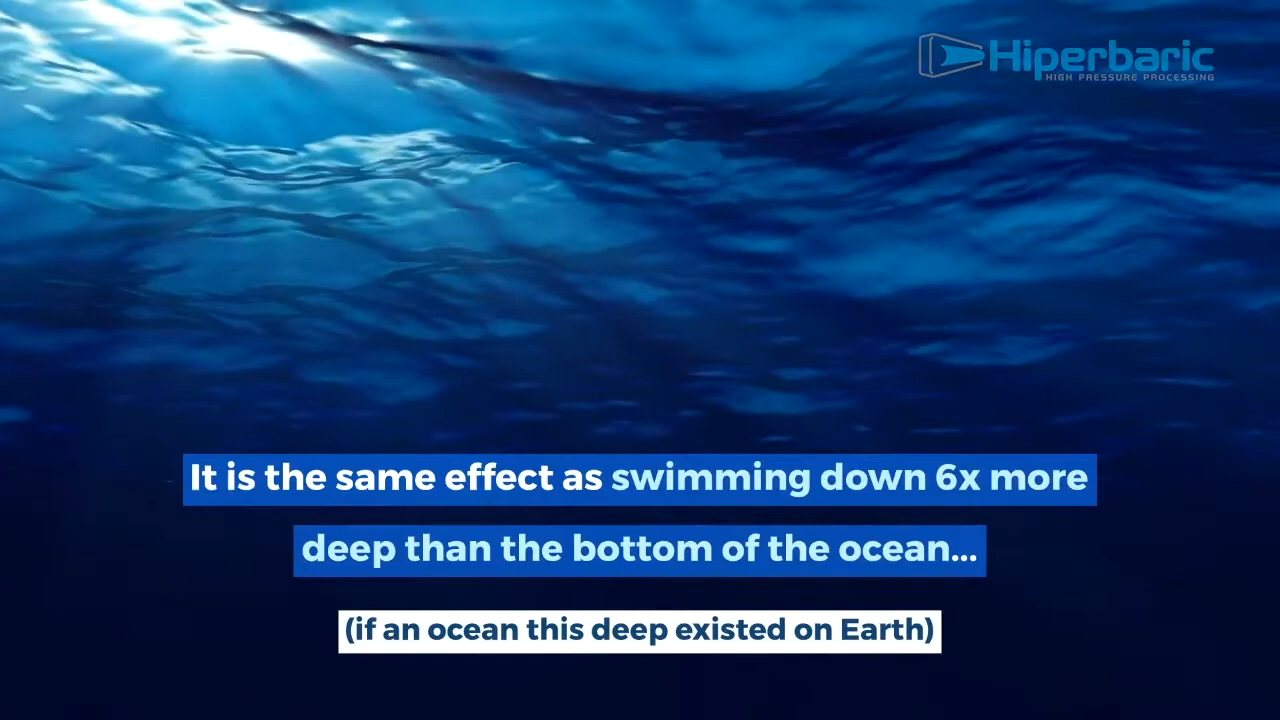 Hiperbaric
HIGH PRESSURE PROCESSING
It is the same effect as swimming down 6x more
deep than the bottom of the ocean...
(if an ocean this deep existed on Earth)